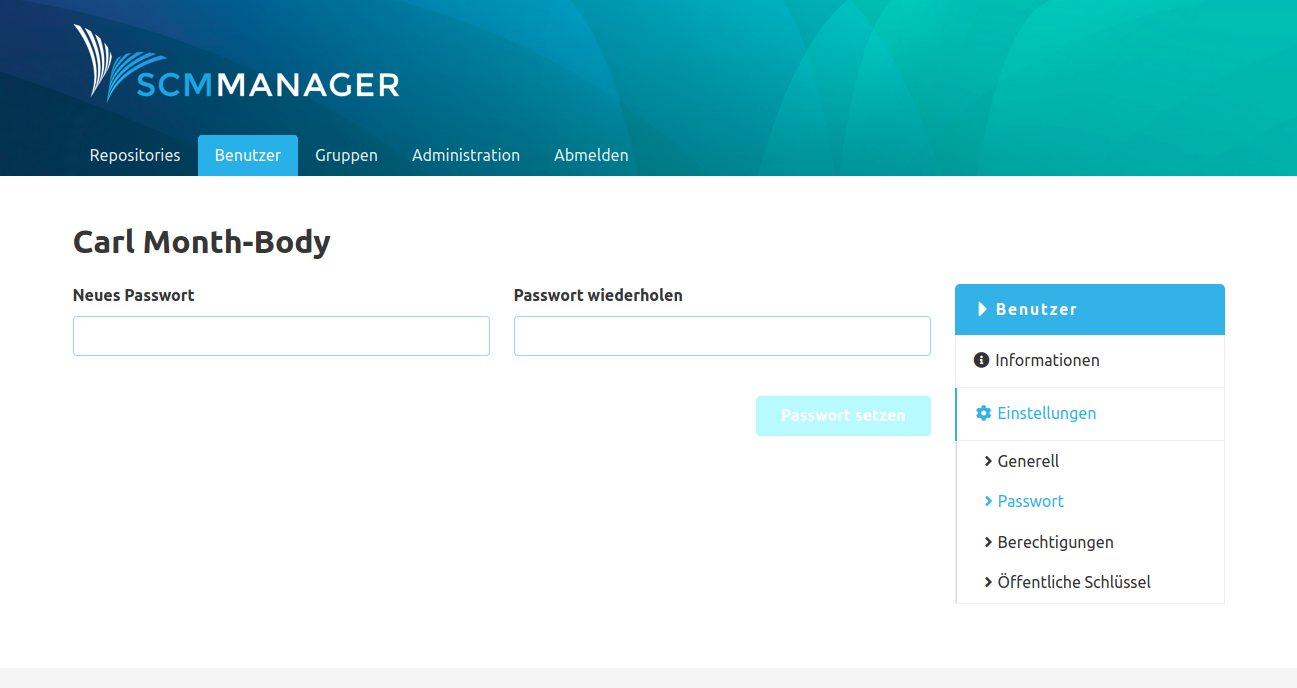 SCMMANAGER
Repositories Benutzer Gruppen Administration Abmelden
Carl Month-Body
Neues Passwort Passwort wiederholen
Passwort setzen
Benutzer
Informationen
Einstellungen
Generell
Passwort
Berechtigungen
Öffentliche Schlüssel